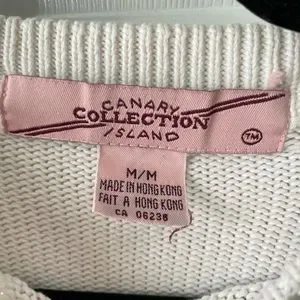 CANARY
COLLECTION
ISLAND
TM
M/M
MADE IN HONG KONG
FAIT A HONG KONG
CA 06238